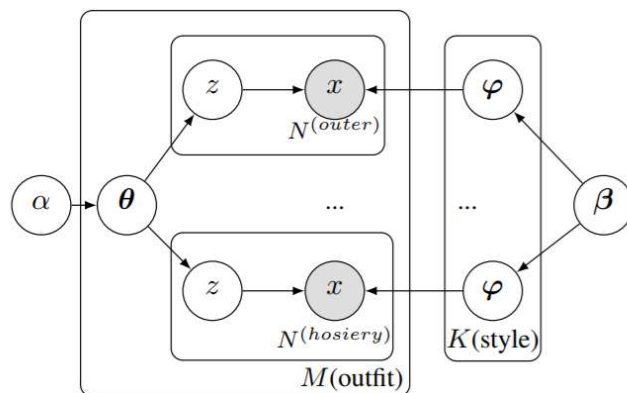 z x φ
N^(outer)
α θ ... ... β
z x φ
N^(hosiery)
K(style)
M(outfit)